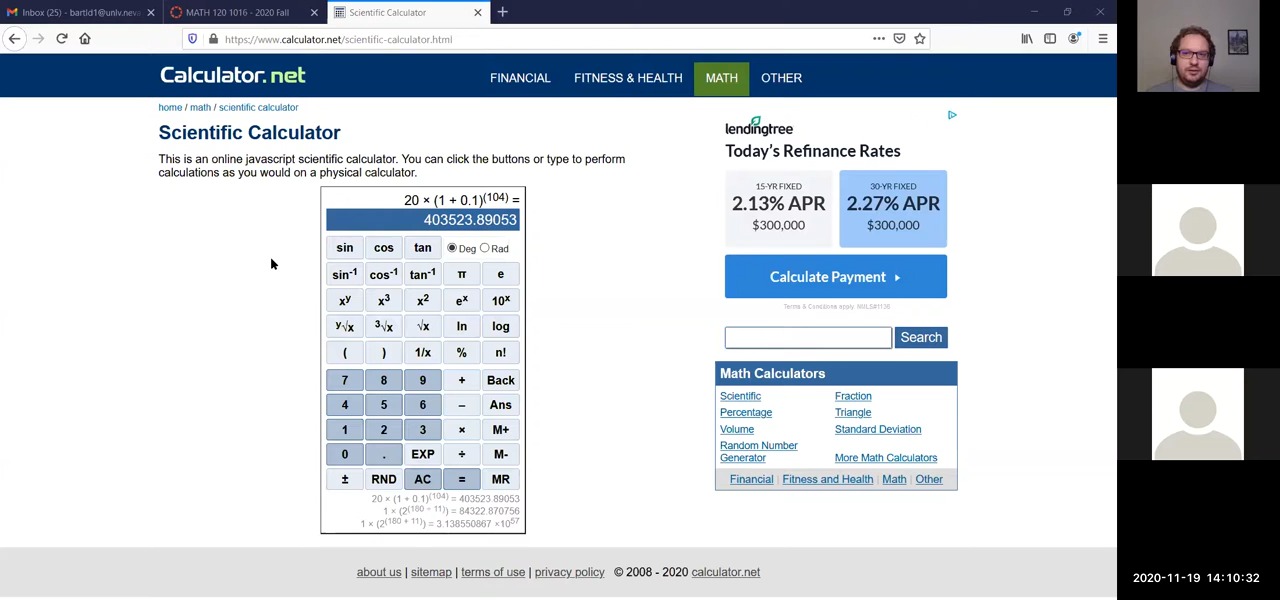 Inbox (25) - bartld1@unlv.neva
MATH 120 1016 - 2020 Fall
Scientific Calculator
https://www.calculator.net/scientific-calculator.html
Calculator.net
FINANCIAL FITNESS & HEALTH MATH OTHER
home / math / scientific calculator
Scientific Calculator
This is an online javascript scientific calculator. You can click the buttons or type to perform
calculations as you would on a physical calculator.
20 × (1 + 0.1)^(104) =
403523.89053
sin cos tan Deg Rad
sin⁻¹ cos⁻¹ tan⁻¹ π e
xʸ x³ x² eˣ 10ˣ
ʸ√x ³√x √x ln log
( ) 1/x % n!
7 8 9 + Back
4 5 6 – Ans
1 2 3 × M+
0 . EXP ÷ M-
± RND AC = MR
20 × (1 + 0.1)^(104) = 403523.89053
1 × (2^(180 ÷ 11)) = 84322.870756
1 × (2^(180 + 11)) = 3.138550867 ×10⁵⁷
lendingtree
Today's Refinance Rates
15-YR FIXED
2.13% APR
$300,000
30-YR FIXED
2.27% APR
$300,000
Calculate Payment
Terms & Conditions apply. NMLS#1136
Search
Math Calculators
Scientific Fraction
Percentage Triangle
Volume Standard Deviation
Random Number
Generator More Math Calculators
Financial | Fitness and Health | Math | Other
about us | sitemap | terms of use | privacy policy © 2008 - 2020 calculator.net
2020-11-19 14:10:32